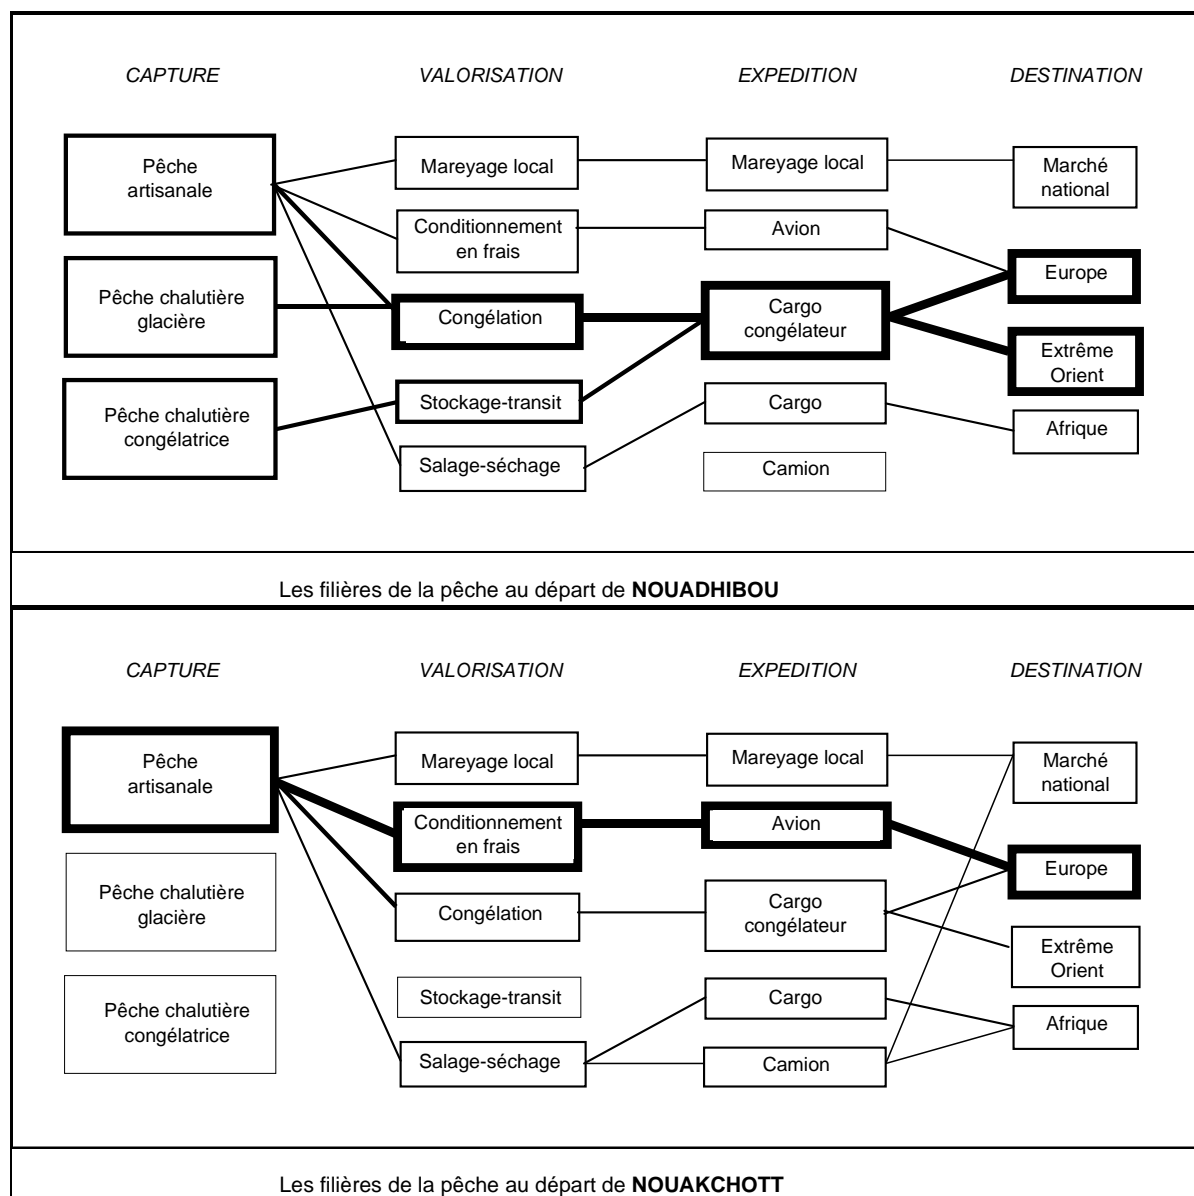 CAPTURE VALORISATION EXPEDITION DESTINATION
Pêche
artisanale
Mareyage local
Mareyage local
Marché
national
Conditionnement
en frais
Avion
Europe
Pêche chalutière
glacière
Congélation
Cargo
congélateur
Extrême
Orient
Pêche chalutière
congélatrice
Stockage-transit
Cargo
Afrique
Salage-séchage
Camion
Les filières de la pêche au départ de NOUADHIBOU
CAPTURE VALORISATION EXPEDITION DESTINATION
Pêche
artisanale
Mareyage local
Mareyage local
Marché
national
Conditionnement
en frais
Avion
Europe
Pêche chalutière
glacière
Congélation
Cargo
congélateur
Extrême
Orient
Pêche chalutière
congélatrice
Stockage-transit
Cargo
Afrique
Salage-séchage
Camion
Les filières de la pêche au départ de NOUAKCHOTT